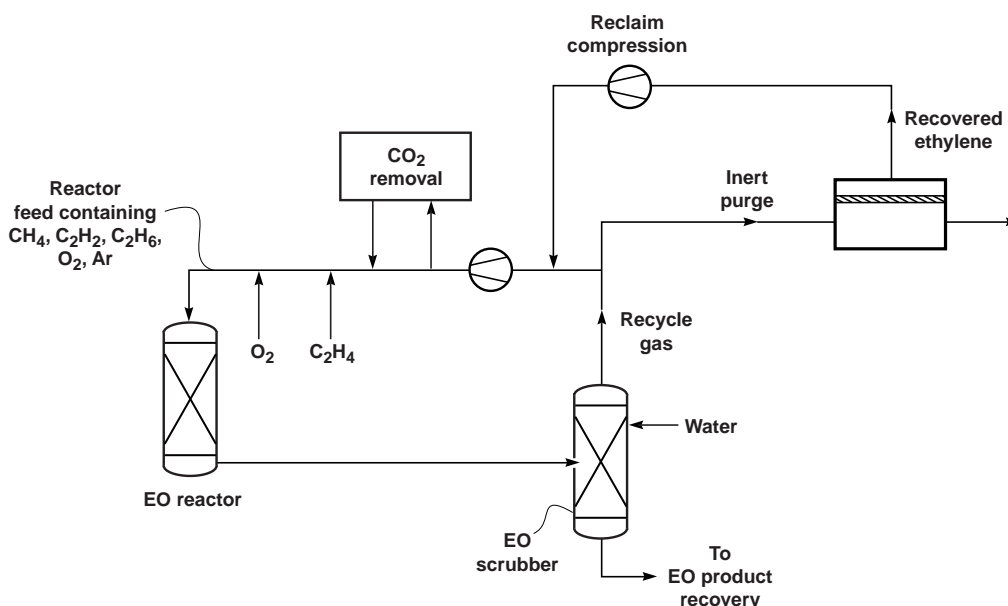 Reclaim
compression
Recovered
ethylene
CO2
removal
Inert
purge
Reactor
feed containing
CH4, C2H2, C2H6,
O2, Ar
Recycle
gas
O2
C2H4
Water
EO reactor
EO
scrubber
To
EO product
recovery